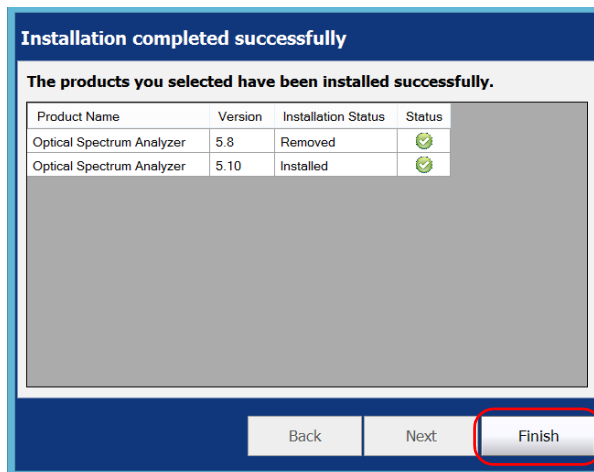 Installation completed successfully
The products you selected have been installed successfully.
Product Name Version Installation Status Status
Optical Spectrum Analyzer 5.8 Removed
Optical Spectrum Analyzer 5.10 Installed
Back Next Finish